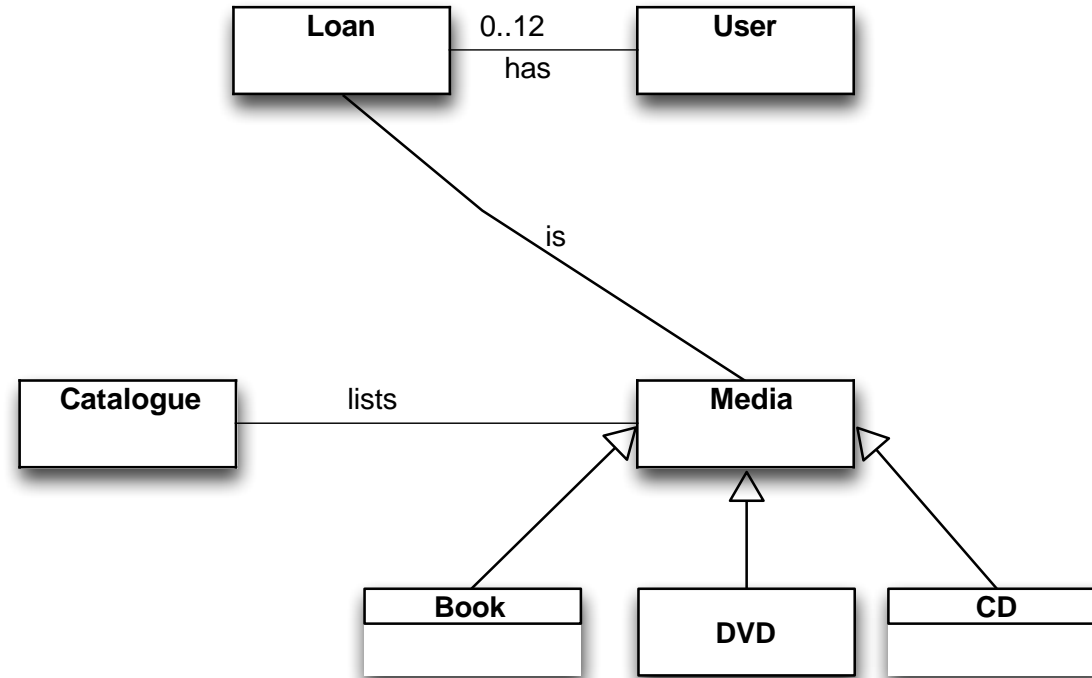 Loan
0..12
has
User
is
Catalogue
lists
Media
Book
DVD
CD